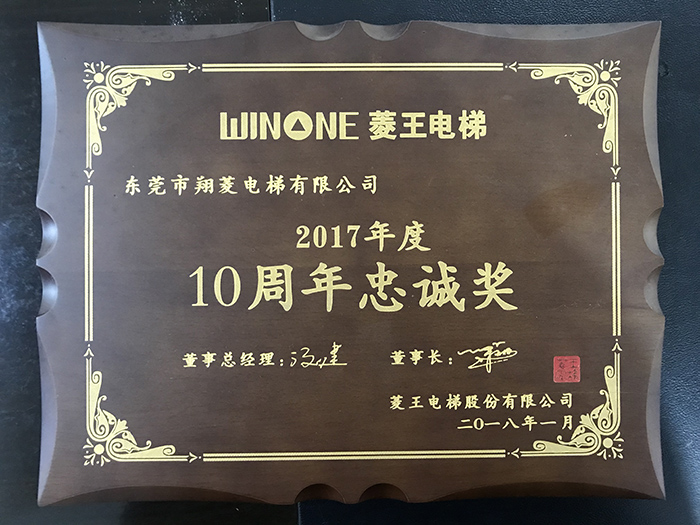 WINONE 菱王电梯
东莞市翔菱电梯有限公司
2017年度
10周年忠诚奖
董事总经理: 董事长:
菱王电梯股份有限公司
二〇一八年一月